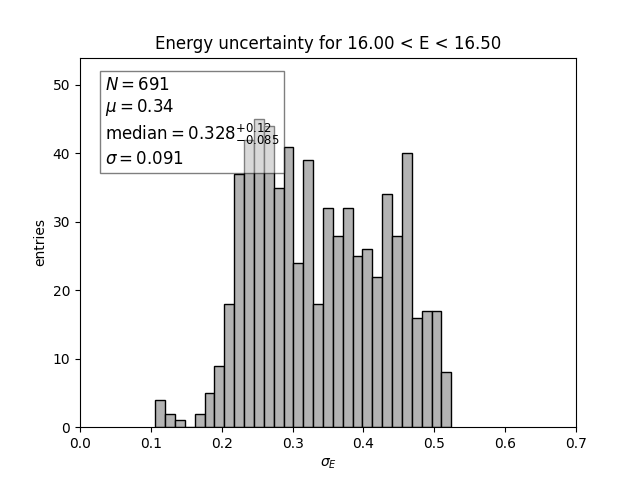 Energy uncertainty for 16.00 < E < 16.50
N = 691
μ = 0.34
median = 0.328 +0.12 −0.085
σ = 0.091
entries
50
40
30
20
10
0
0.0 0.1 0.2 0.3 0.4 0.5 0.6 0.7
σE